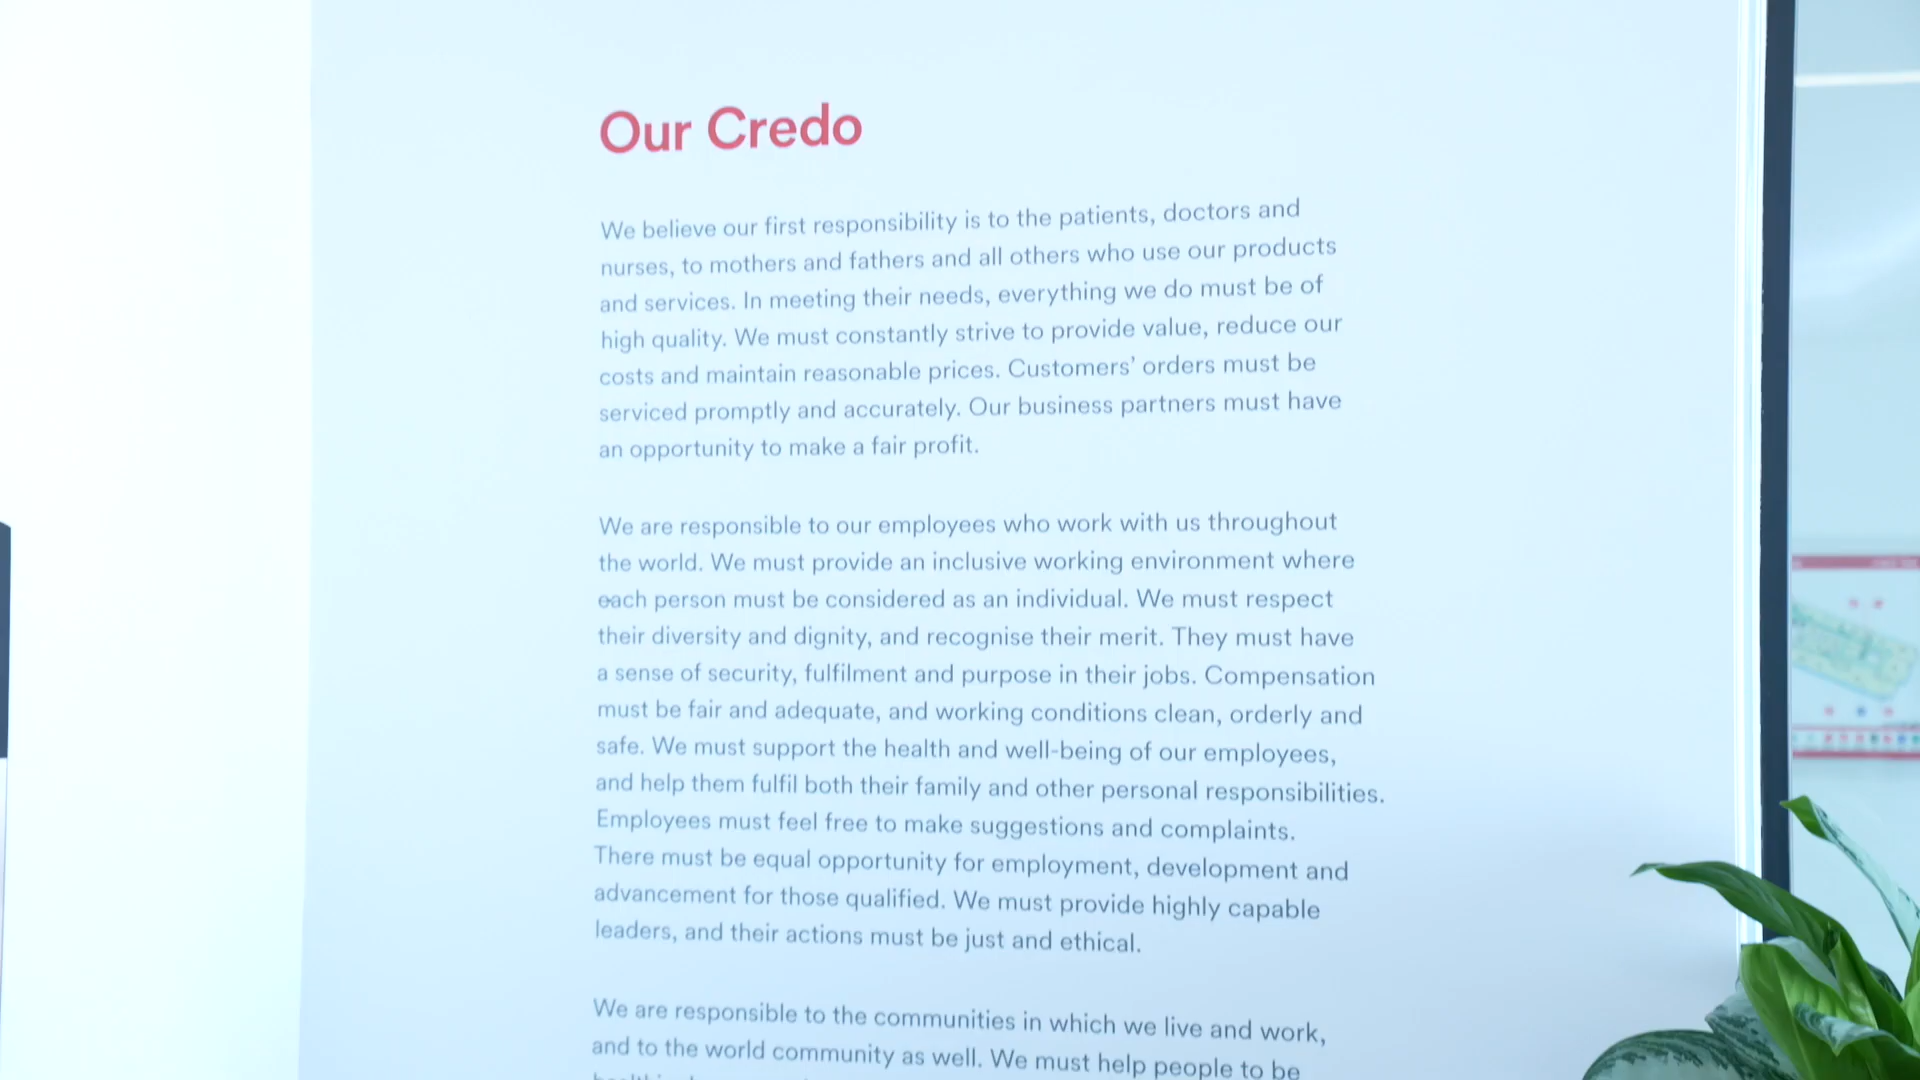 Our Credo
We believe our first responsibility is to the patients, doctors and
nurses, to mothers and fathers and all others who use our products
and services. In meeting their needs, everything we do must be of
high quality. We must constantly strive to provide value, reduce our
costs and maintain reasonable prices. Customers’ orders must be
serviced promptly and accurately. Our business partners must have
an opportunity to make a fair profit.
We are responsible to our employees who work with us throughout
the world. We must provide an inclusive working environment where
each person must be considered as an individual. We must respect
their diversity and dignity, and recognise their merit. They must have
a sense of security, fulfilment and purpose in their jobs. Compensation
must be fair and adequate, and working conditions clean, orderly and
safe. We must support the health and well-being of our employees,
and help them fulfil both their family and other personal responsibilities.
Employees must feel free to make suggestions and complaints.
There must be equal opportunity for employment, development and
advancement for those qualified. We must provide highly capable
leaders, and their actions must be just and ethical.
We are responsible to the communities in which we live and work,
and to the world community as well. We must help people to be